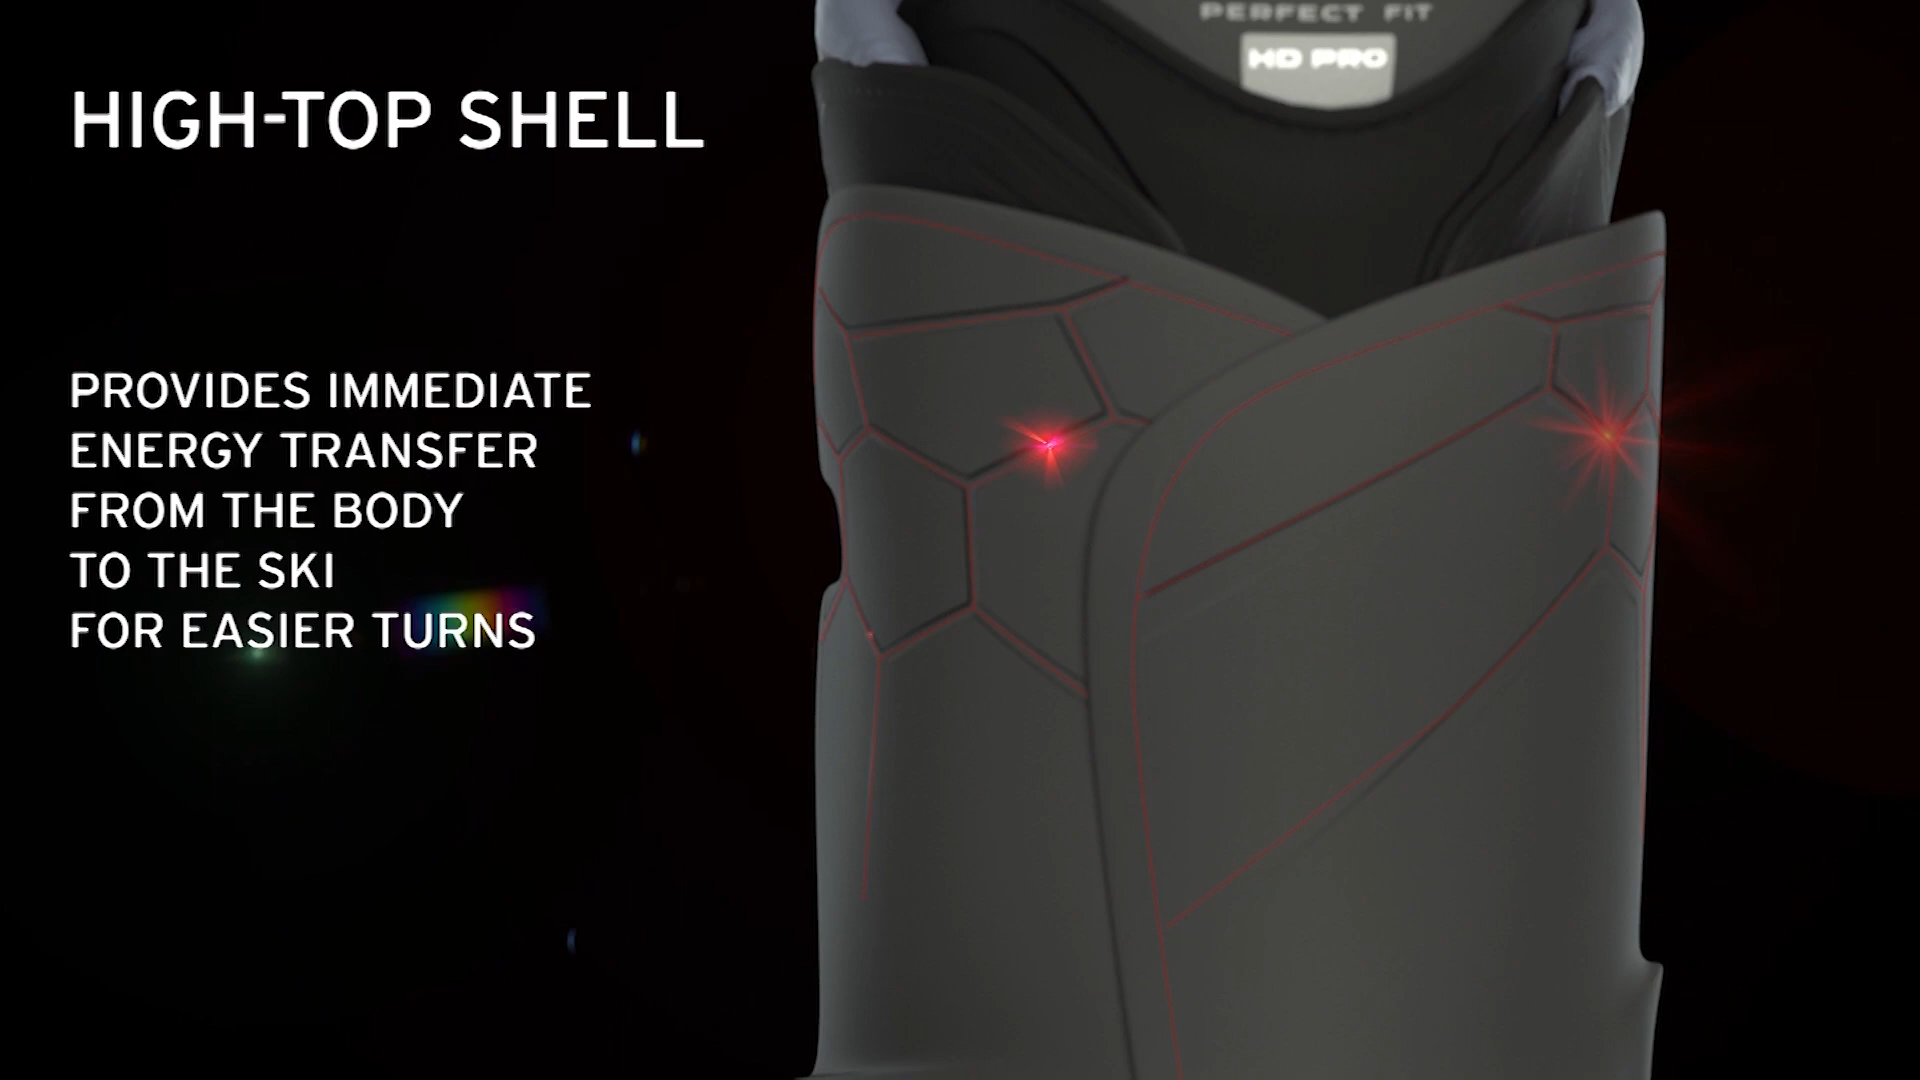 PERFECT FIT
HD PRO
HIGH-TOP SHELL
PROVIDES IMMEDIATE
ENERGY TRANSFER
FROM THE BODY
TO THE SKI
FOR EASIER TURNS